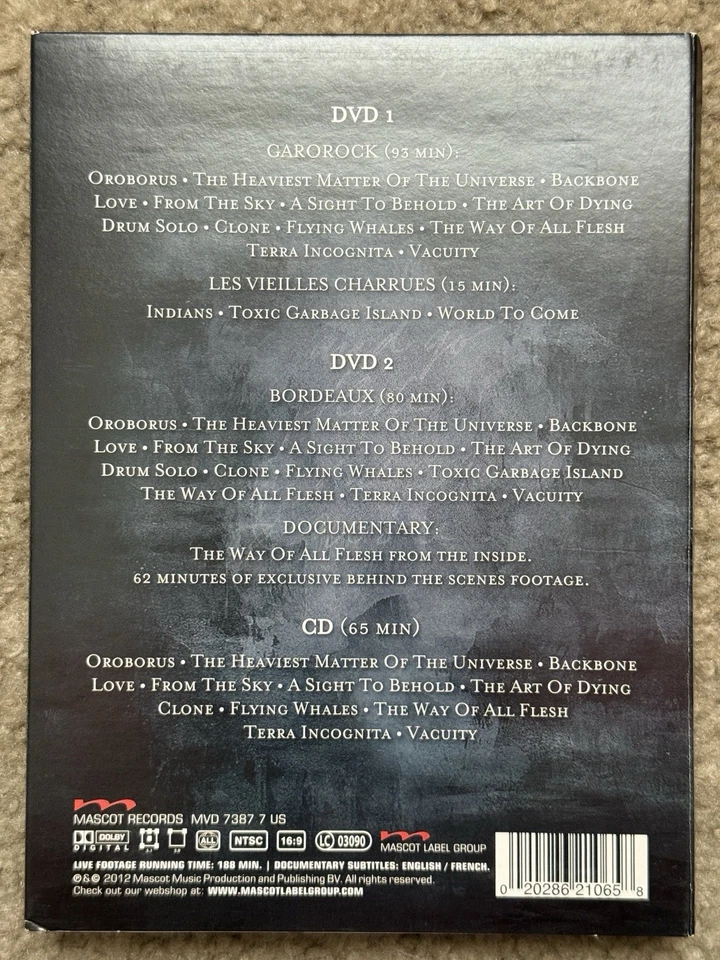 DVD 1
GAROROCK (93 MIN):
OROBORUS • THE HEAVIEST MATTER OF THE UNIVERSE • BACKBONE
LOVE • FROM THE SKY • A SIGHT TO BEHOLD • THE ART OF DYING
DRUM SOLO • CLONE • FLYING WHALES • THE WAY OF ALL FLESH
TERRA INCOGNITA • VACUITY
LES VIEILLES CHARRUES (15 MIN):
INDIANS • TOXIC GARBAGE ISLAND • WORLD TO COME
DVD 2
BORDEAUX (80 MIN):
OROBORUS • THE HEAVIEST MATTER OF THE UNIVERSE • BACKBONE
LOVE • FROM THE SKY • A SIGHT TO BEHOLD • THE ART OF DYING
DRUM SOLO • CLONE • FLYING WHALES • TOXIC GARBAGE ISLAND
THE WAY OF ALL FLESH • TERRA INCOGNITA • VACUITY
DOCUMENTARY:
THE WAY OF ALL FLESH FROM THE INSIDE.
62 MINUTES OF EXCLUSIVE BEHIND THE SCENES FOOTAGE.
CD (65 MIN)
OROBORUS • THE HEAVIEST MATTER OF THE UNIVERSE • BACKBONE
LOVE • FROM THE SKY • A SIGHT TO BEHOLD • THE ART OF DYING
CLONE • FLYING WHALES • THE WAY OF ALL FLESH
TERRA INCOGNITA • VACUITY
MASCOT RECORDS MVD 7387 7 US
DOLBY DIGITAL ALL NTSC 16:9 LC 03090 MASCOT LABEL GROUP
LIVE FOOTAGE RUNNING TIME: 188 MIN. | DOCUMENTARY SUBTITLES: ENGLISH / FRENCH.
℗&© 2012 Mascot Music Production and Publishing BV. All rights reserved.
Check out our webshop at: WWW.MASCOTLABELGROUP.COM
0 20286 21065 8